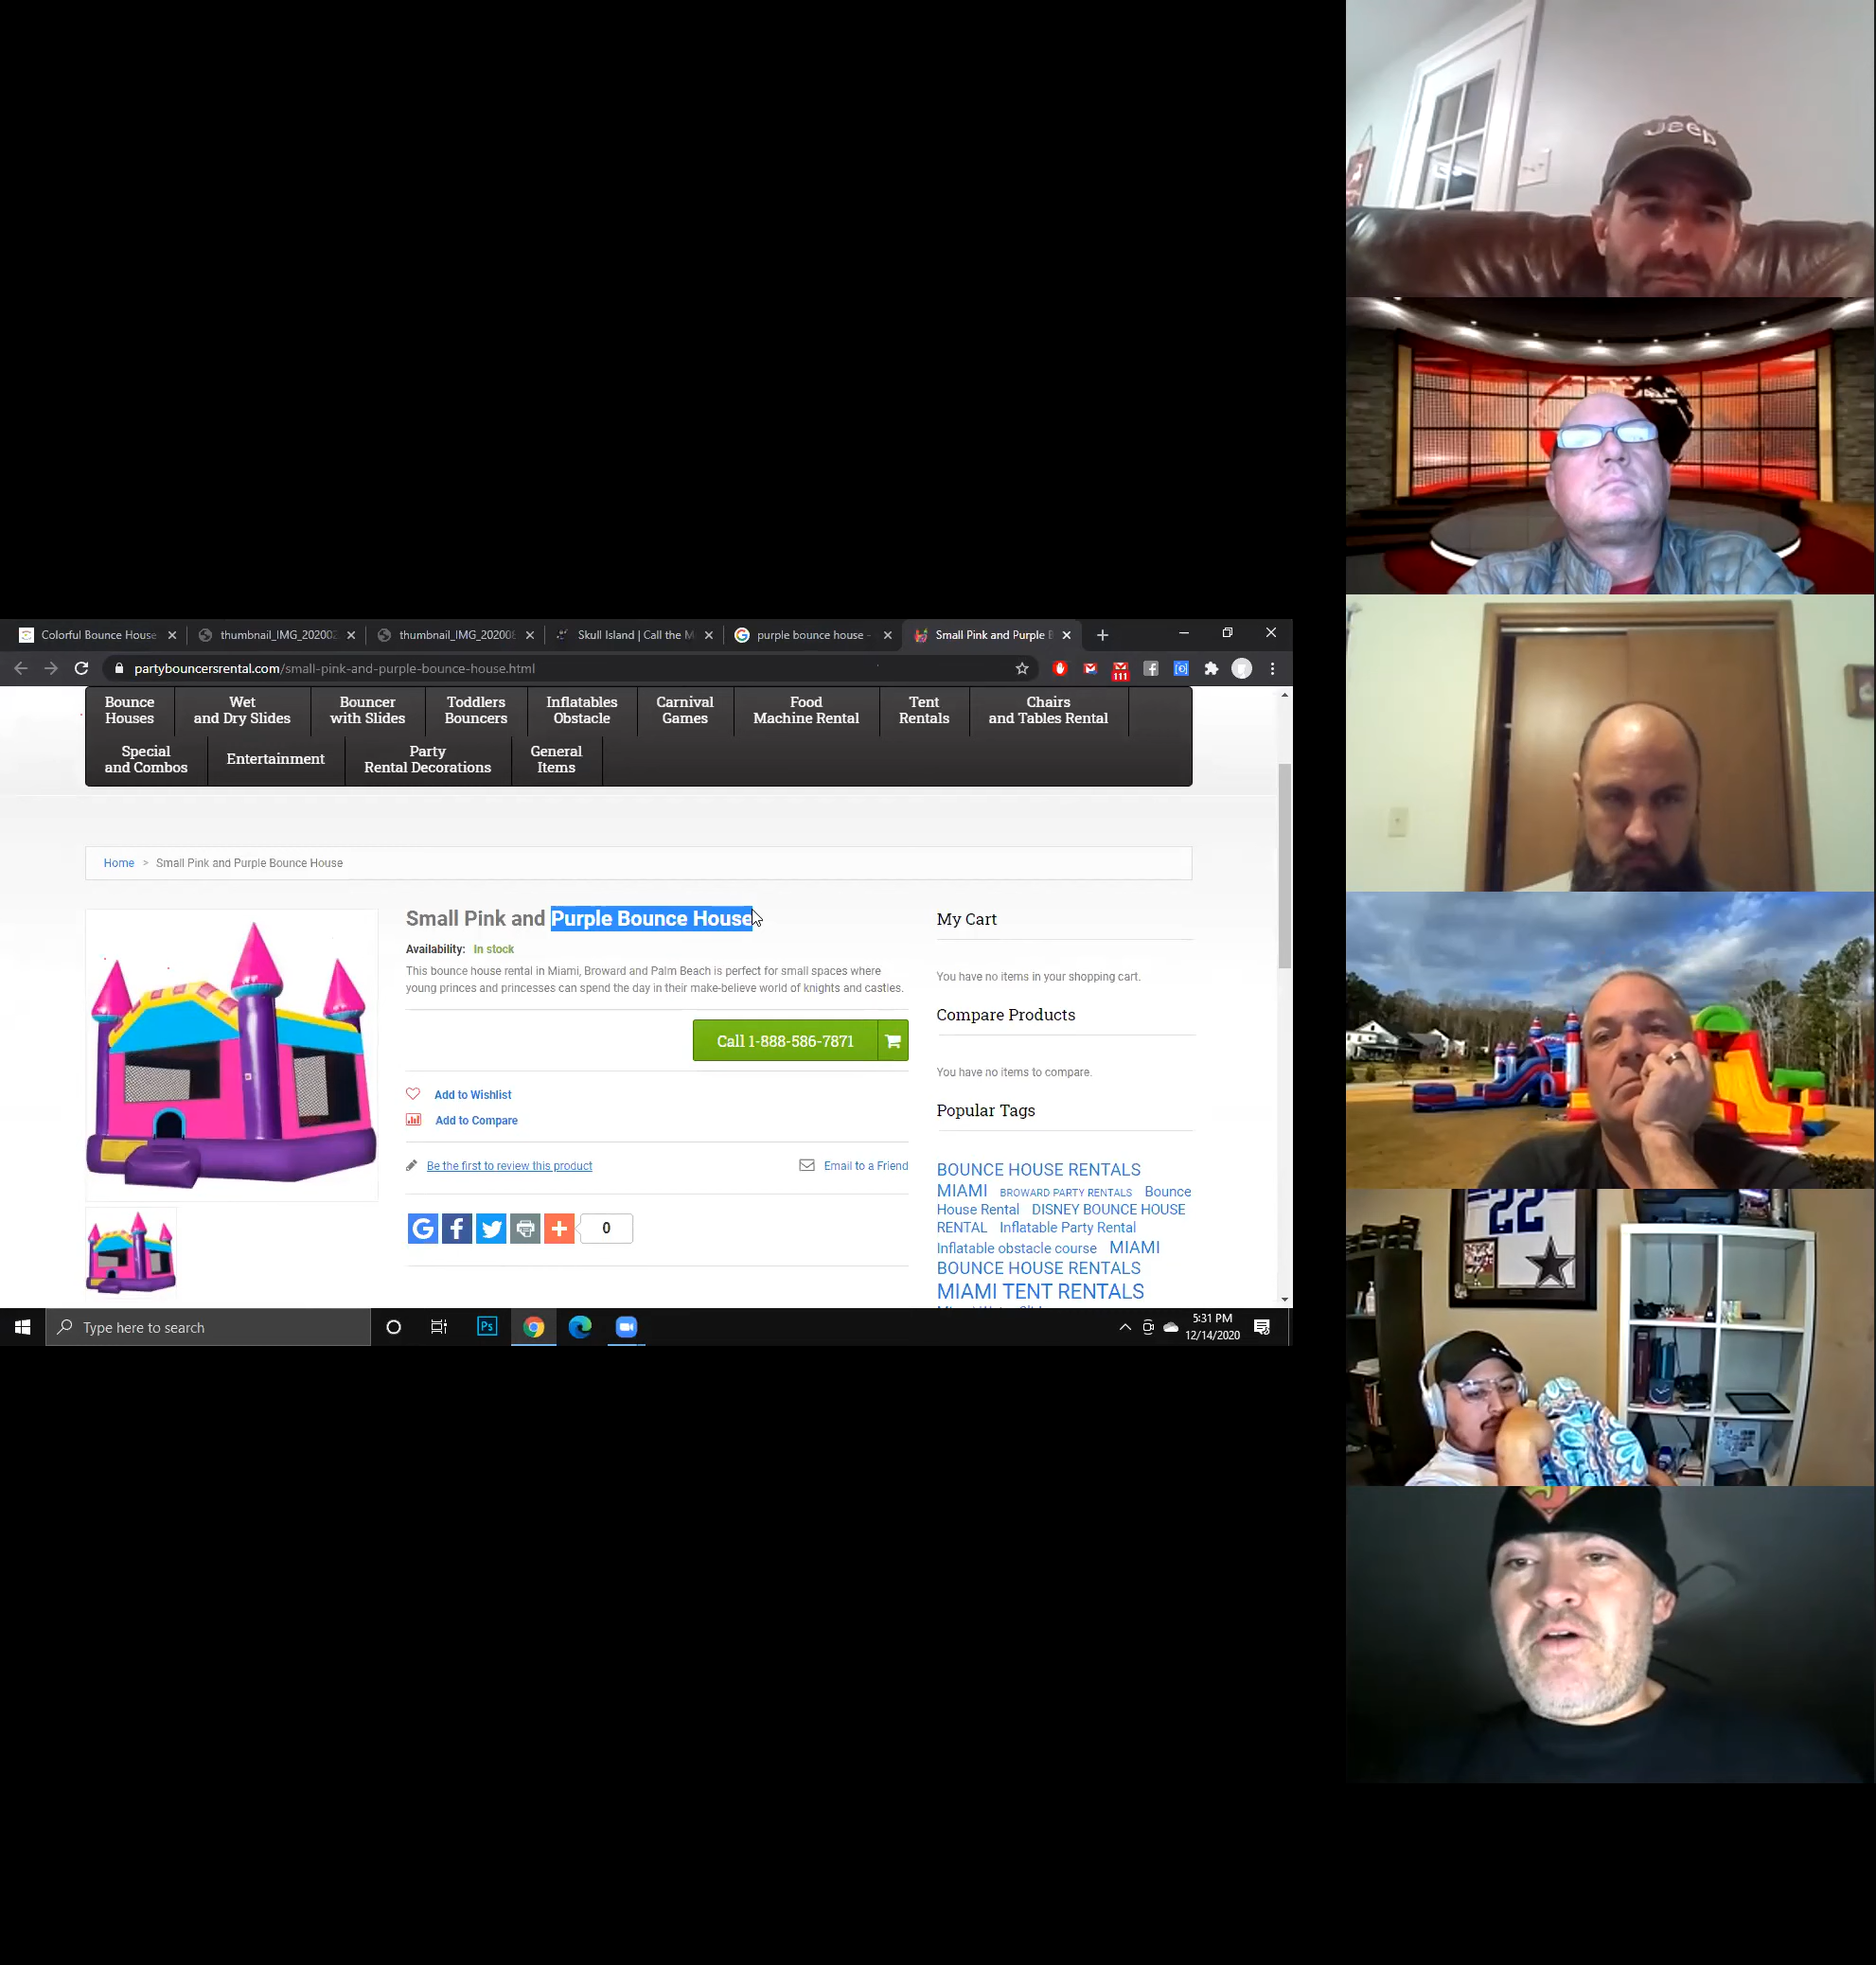 Jeep
Colorful Bounce House
thumbnail_IMG_202002
thumbnail_IMG_202008
Skull Island | Call the M
purple bounce house -
Small Pink and Purple B
partybouncersrental.com/small-pink-and-purple-bounce-house.html
111
Bounce Houses
Wet and Dry Slides
Bouncer with Slides
Toddlers Bouncers
Inflatables Obstacle
Carnival Games
Food Machine Rental
Tent Rentals
Chairs and Tables Rental
Special and Combos
Entertainment
Party Rental Decorations
General Items
Home > Small Pink and Purple Bounce House
Small Pink and Purple Bounce House
Availability: In stock
This bounce house rental in Miami, Broward and Palm Beach is perfect for small spaces where
young princes and princesses can spend the day in their make-believe world of knights and castles.
Call 1-888-586-7871
Add to Wishlist
Add to Compare
Be the first to review this product
Email to a Friend
0
My Cart
You have no items in your shopping cart.
Compare Products
You have no items to compare.
Popular Tags
BOUNCE HOUSE RENTALS
MIAMI BROWARD PARTY RENTALS Bounce
House Rental DISNEY BOUNCE HOUSE
RENTAL Inflatable Party Rental
Inflatable obstacle course MIAMI
BOUNCE HOUSE RENTALS
MIAMI TENT RENTALS
Type here to search
Ps
5:31 PM
12/14/2020
22